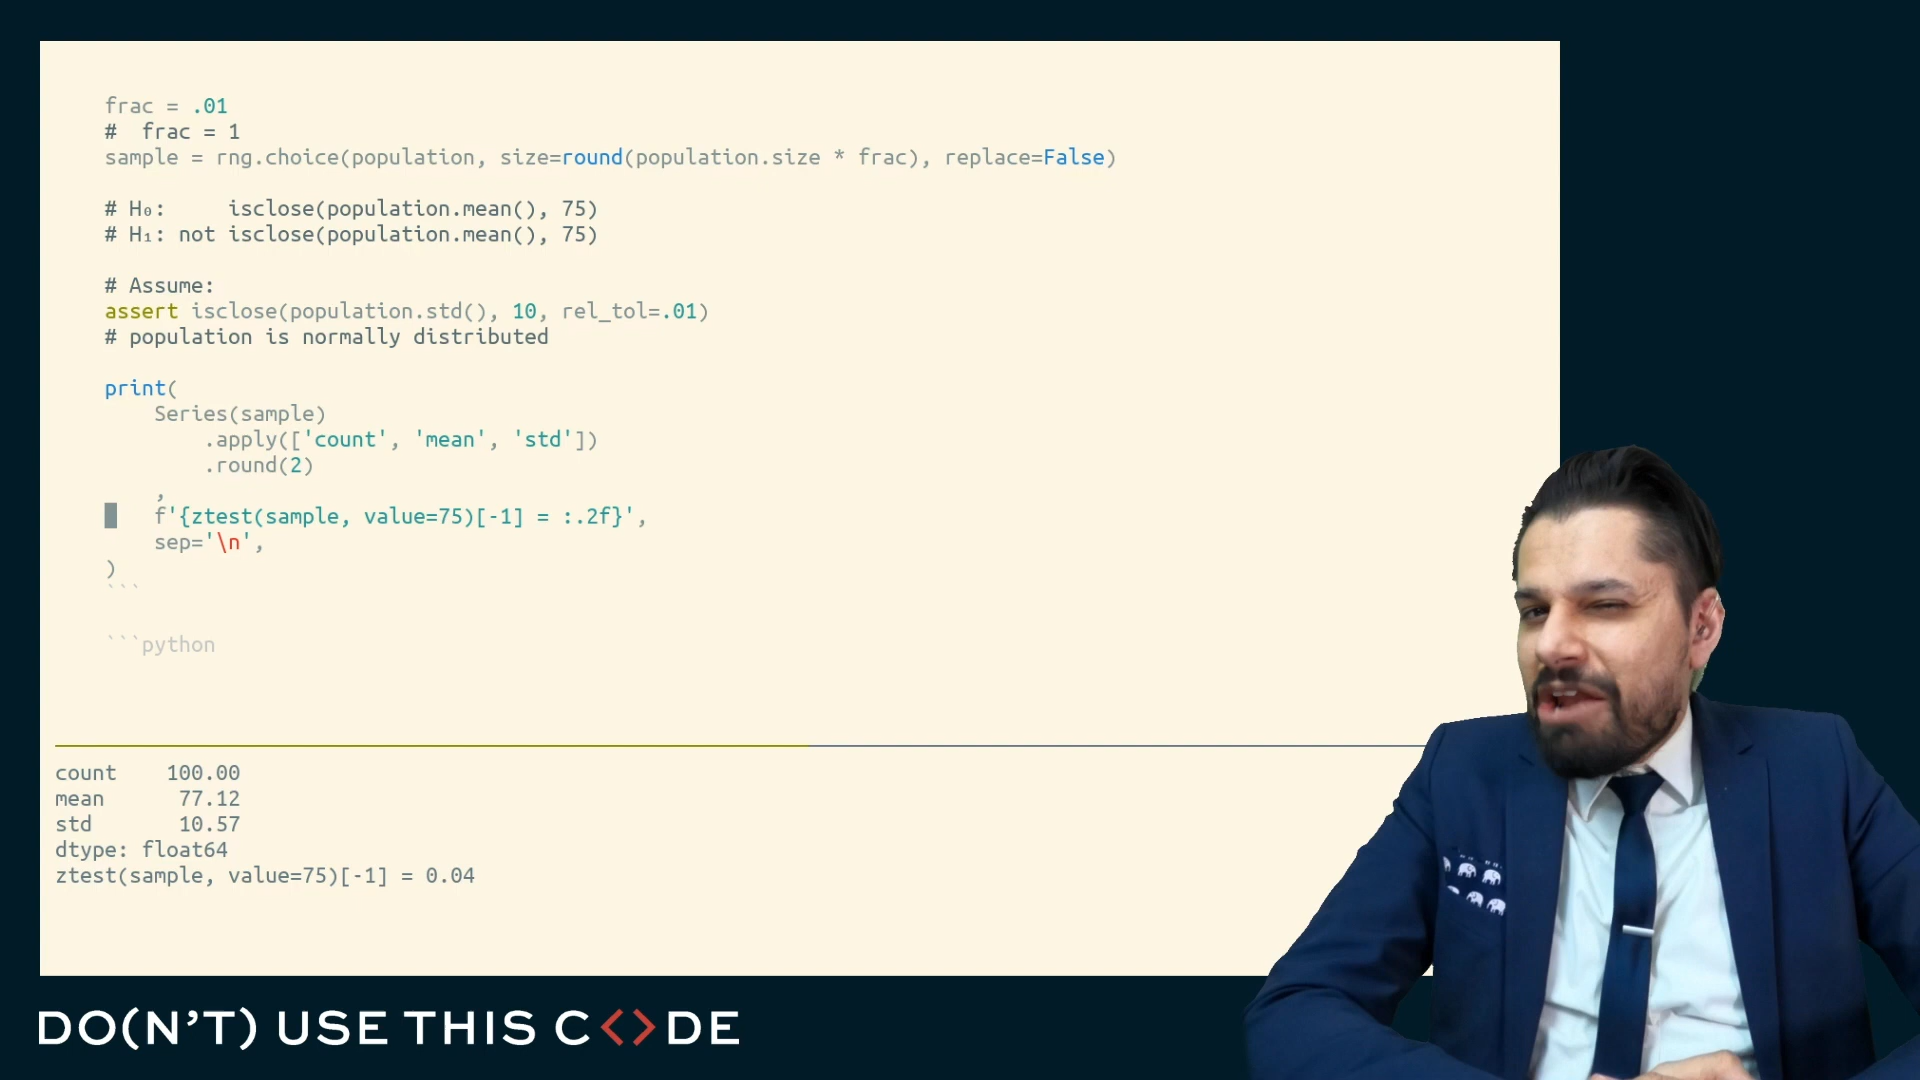 frac = .01
#  frac = 1
sample = rng.choice(population, size=round(population.size * frac), replace=False)
# H₀:     isclose(population.mean(), 75)
# H₁: not isclose(population.mean(), 75)
# Assume:
assert isclose(population.std(), 10, rel_tol=.01)
# population is normally distributed
print(
    Series(sample)
        .apply(['count', 'mean', 'std'])
        .round(2)
    ,
    f'{ztest(sample, value=75)[-1] = :.2f}',
    sep='\n',
)
```
```python
count    100.00
mean      77.12
std       10.57
dtype: float64
ztest(sample, value=75)[-1] = 0.04
DO(N’T) USE THIS C<>DE